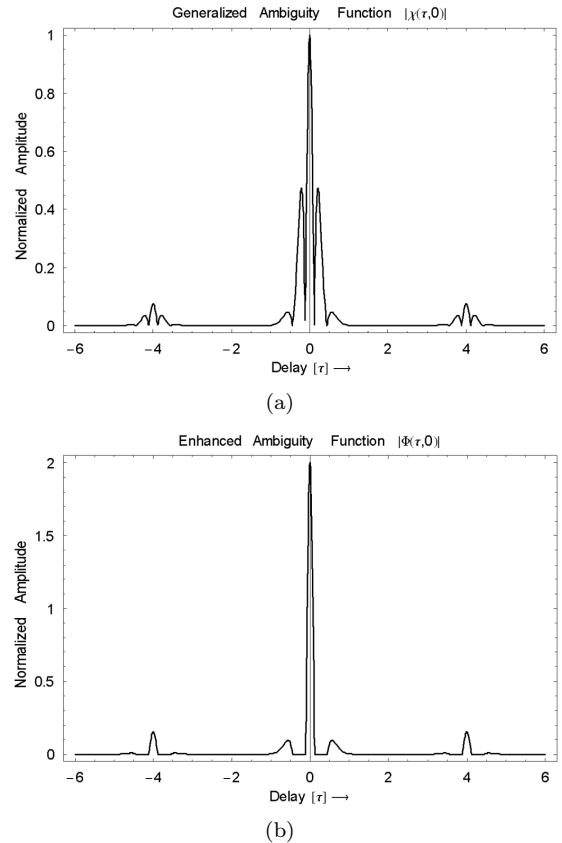 Generalized Ambiguity Function |χ(τ,0)|
Normalized Amplitude
1
0.8
0.6
0.4
0.2
0
−6 −4 −2 0 2 4 6
Delay [τ] ⟶
(a)
Enhanced Ambiguity Function |Φ(τ,0)|
Normalized Amplitude
2
1.5
1
0.5
0
−6 −4 −2 0 2 4 6
Delay [τ] ⟶
(b)